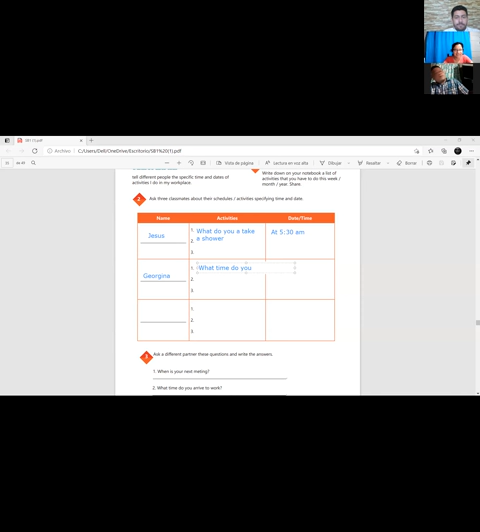 SB1 (1).pdf
Archivo
C:/Users/Dell/OneDrive/Escritorio/SB1%20(1).pdf
de 49
Vista de página
Lectura en voz alta
Dibujar
Resaltar
Borrar
tell different people the specific time and dates of
activities I do in my workplace.
Write down on your notebook a list of
activities that you have to do this week /
month / year. Share
2. Ask three classmates about their schedules / activities specifying time and date.
Name Activities Date/Time
Jesus
1. What do you a take
2. a shower
3.
At 5:30 am
Georgina
1. What time do you
2.
3.
1.
2.
3.
3 Ask a different partner these questions and write the answers.
1. When is your next meting?
2. What time do you arrive to work?